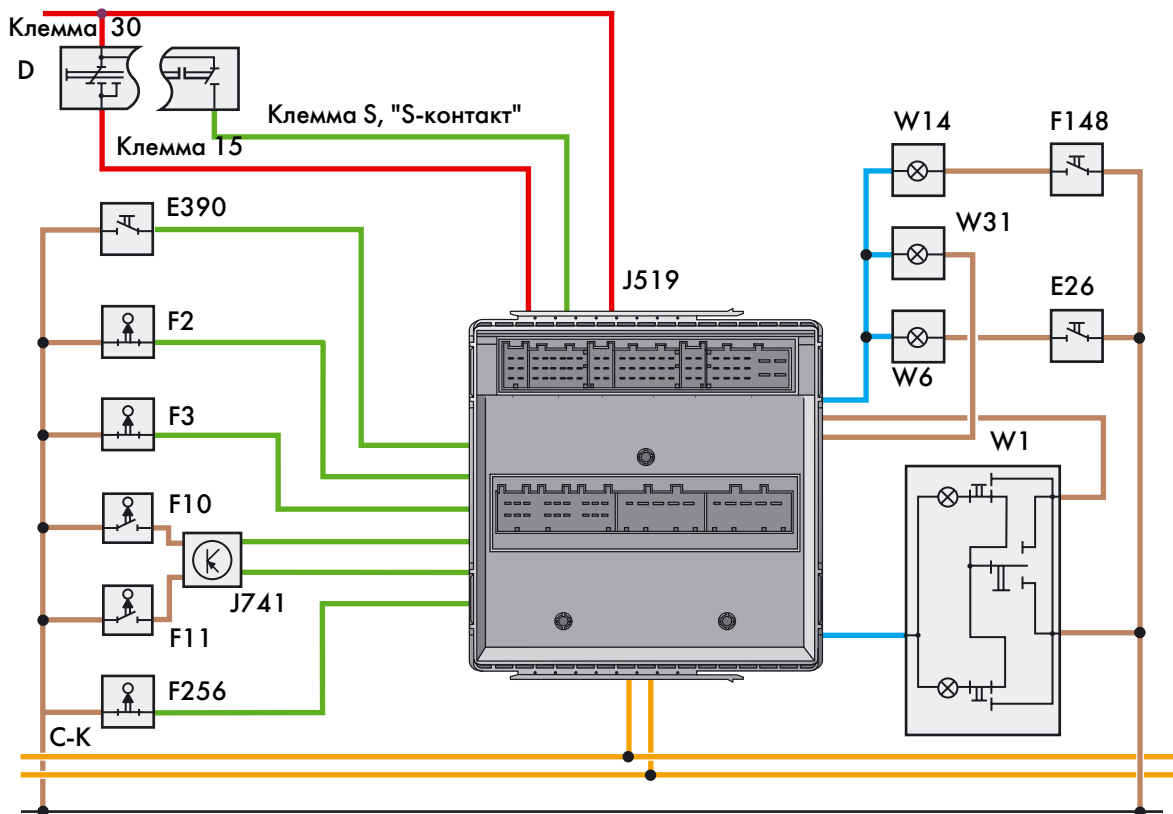 Клемма 30
D
Клемма S, "S-контакт"
Клемма 15
W14
F148
E390
W31
J519
F2
E26
W6
F3
W1
F10
J741
F11
F256
C-K